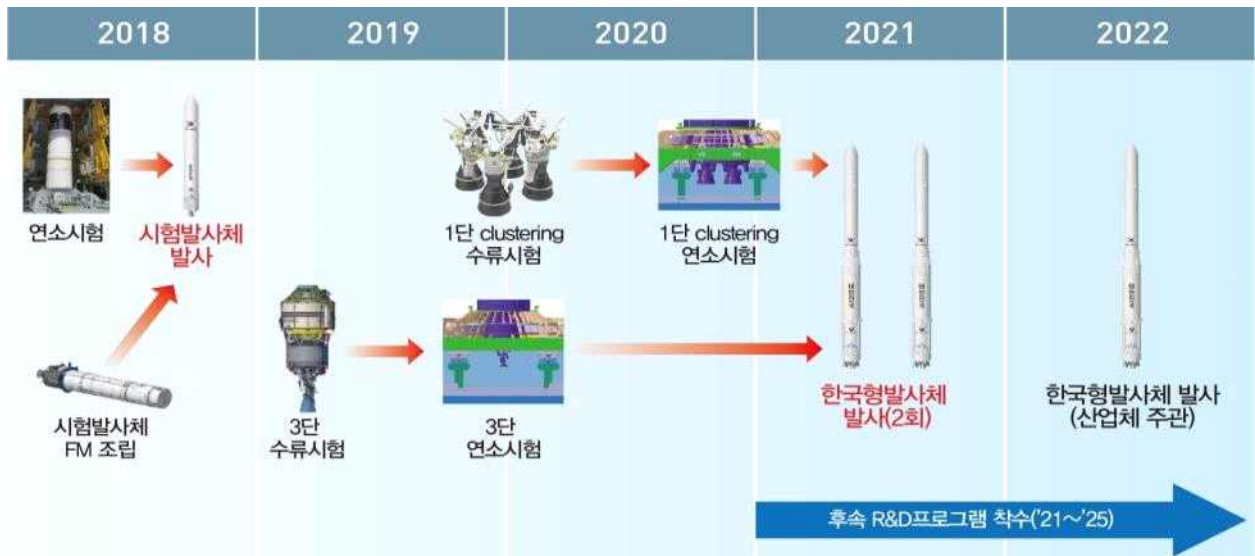 2018
2019
2020
2021
2022
연소시험
시험발사체
발사
1단 clustering
수류시험
1단 clustering
연소시험
시험발사체
FM 조립
3단
수류시험
3단
연소시험
한국형발사체
발사(2회)
한국형발사체 발사
(산업체 주관)
후속 R&D프로그램 착수('21~'25)